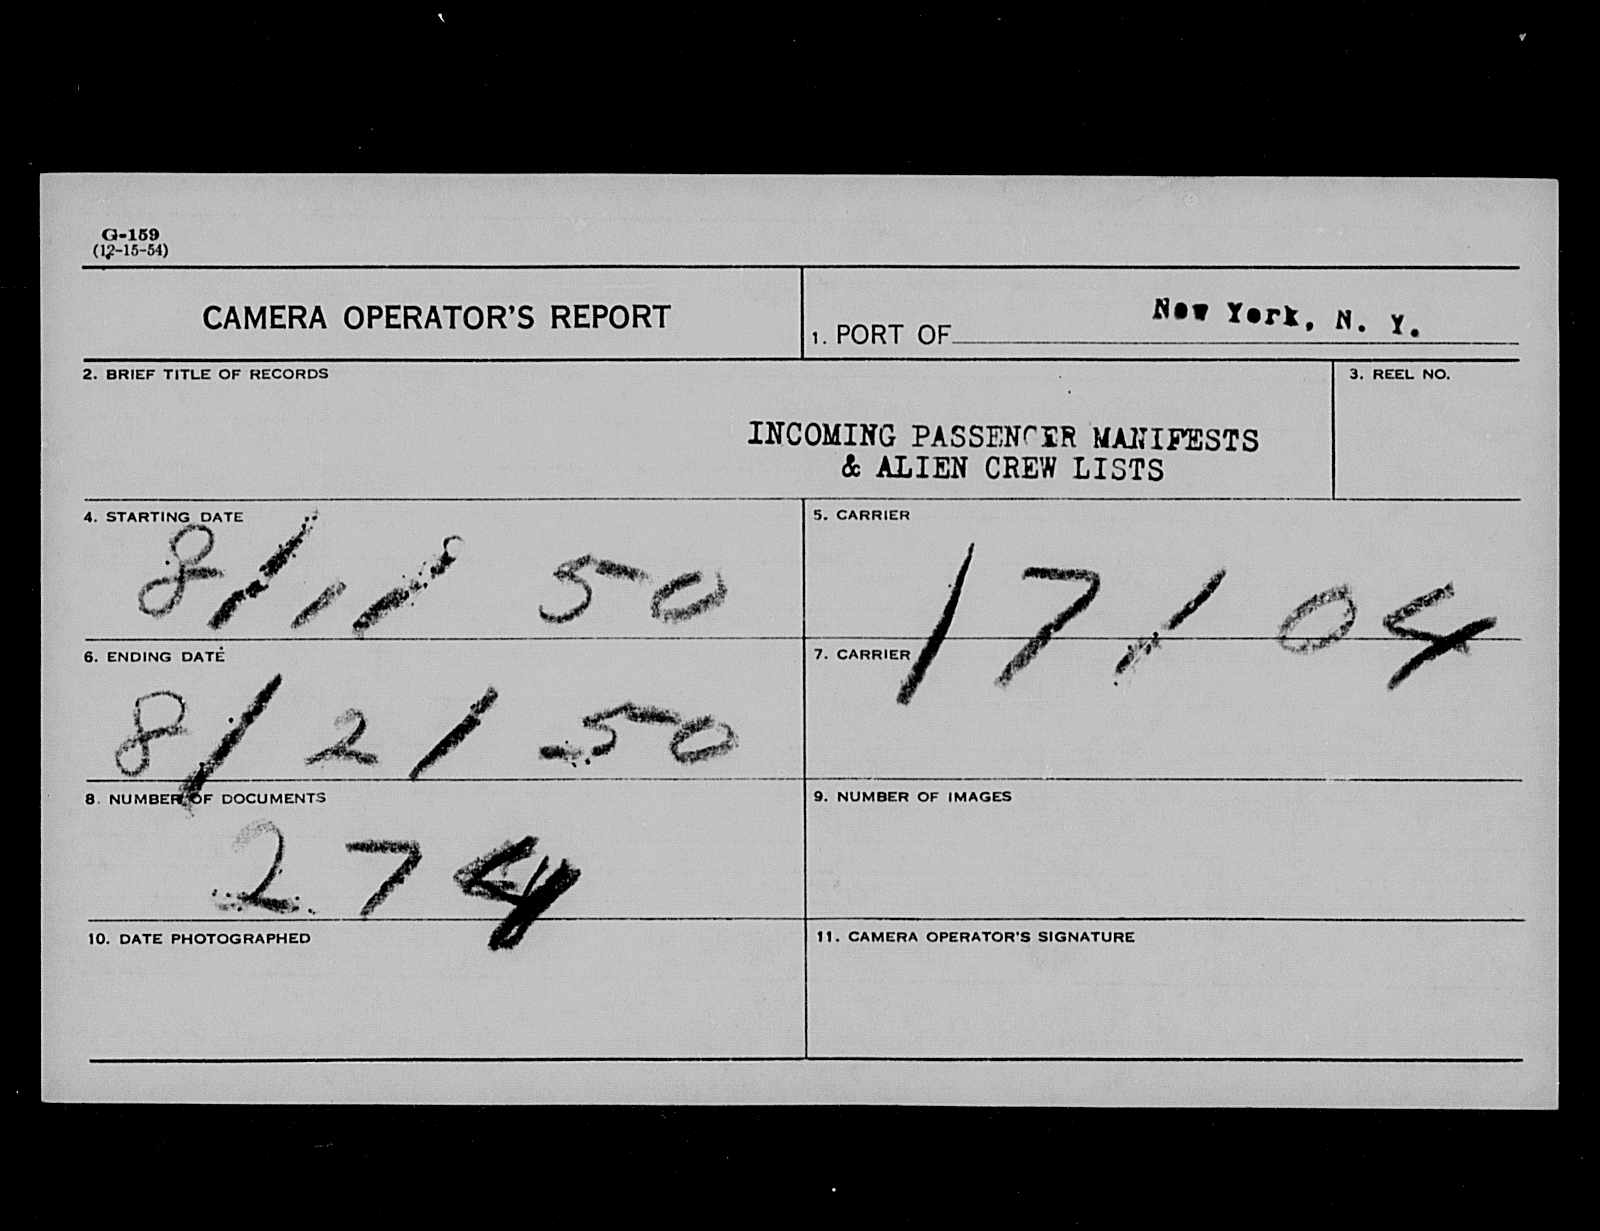 G-159
(12-15-54)
CAMERA OPERATOR'S REPORT
1. PORT OF New York, N. Y.
2. BRIEF TITLE OF RECORDS
3. REEL NO.
INCOMING PASSENGER MANIFESTS
& ALIEN CREW LISTS
4. STARTING DATE
8/1/50
5. CARRIER
17104
6. ENDING DATE
8/2/50
7. CARRIER
8. NUMBER OF DOCUMENTS
274
9. NUMBER OF IMAGES
10. DATE PHOTOGRAPHED
11. CAMERA OPERATOR'S SIGNATURE